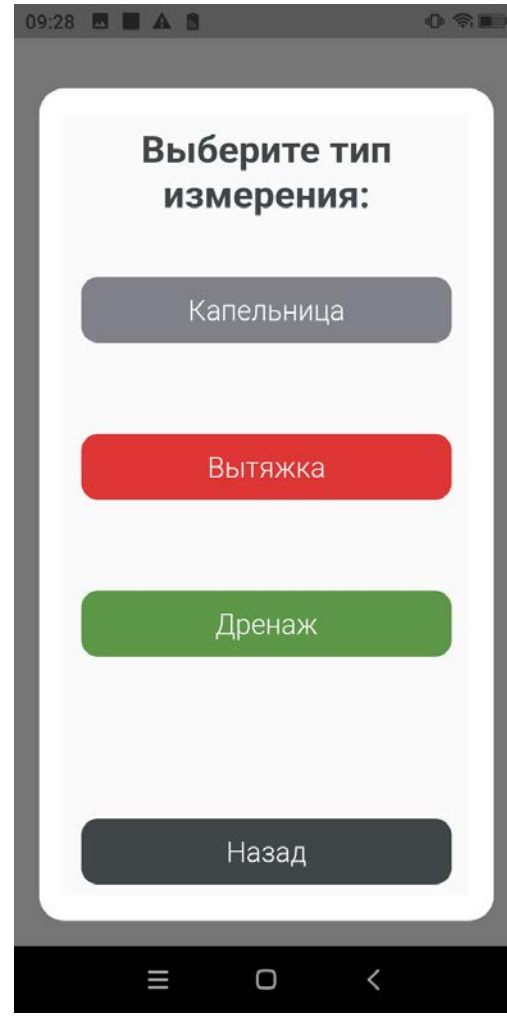 09:28
Выберите тип
измерения:
Капельница
Вытяжка
Дренаж
Назад